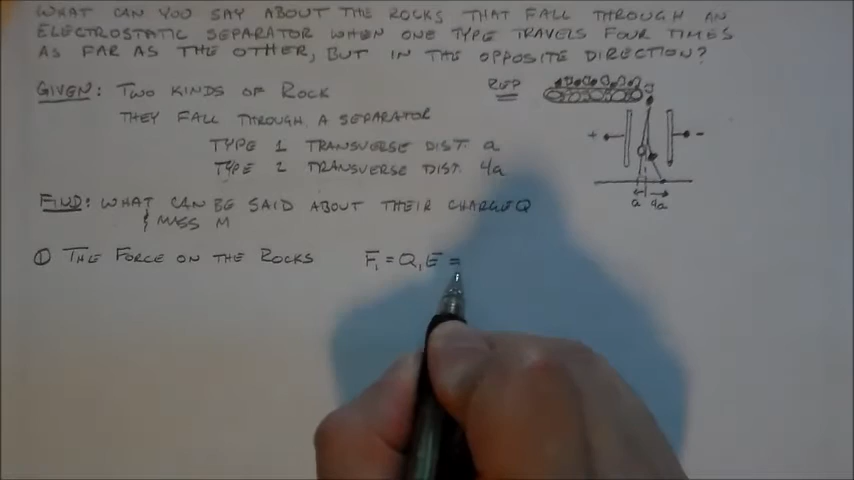 WHAT CAN YOU SAY ABOUT THE ROCKS THAT FALL THROUGH AN
ELECTROSTATIC SEPARATOR WHEN ONE TYPE TRAVELS FOUR TIMES
AS FAR AS THE OTHER, BUT IN THE OPPOSITE DIRECTION?
GIVEN: TWO KINDS OF ROCK
THEY FALL THROUGH A SEPARATOR
TYPE 1 TRANSVERSE DIST. a
TYPE 2 TRANSVERSE DIST. 4a
REP
+ -
a 4a
FIND: WHAT CAN BE SAID ABOUT THEIR CHARGE Q
& MASS M
① THE FORCE ON THE ROCKS F₁ = Q₁E =